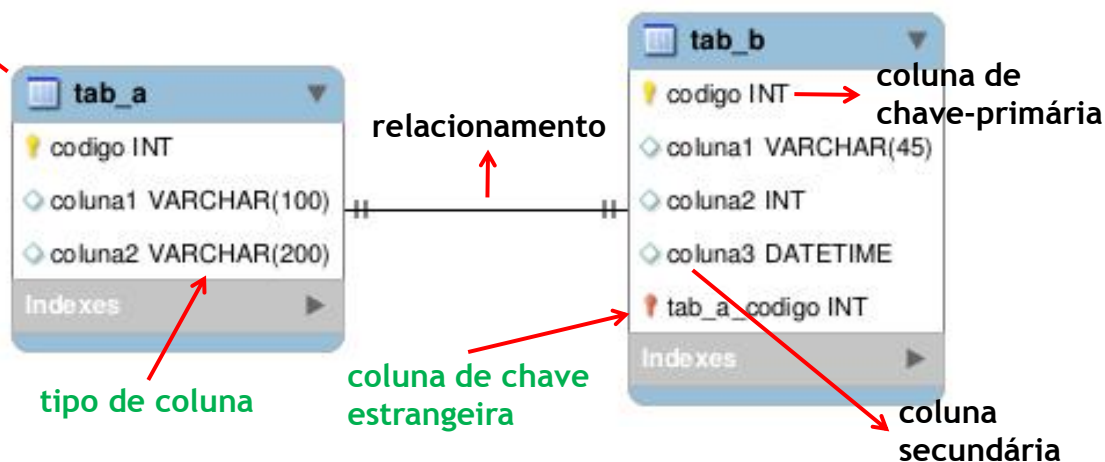 tab_a
codigo INT
coluna1 VARCHAR(100)
coluna2 VARCHAR(200)
Indexes
tipo de coluna
relacionamento
coluna de chave
estrangeira
tab_b
codigo INT
coluna1 VARCHAR(45)
coluna2 INT
coluna3 DATETIME
tab_a_codigo INT
Indexes
coluna de
chave-primária
coluna
secundária